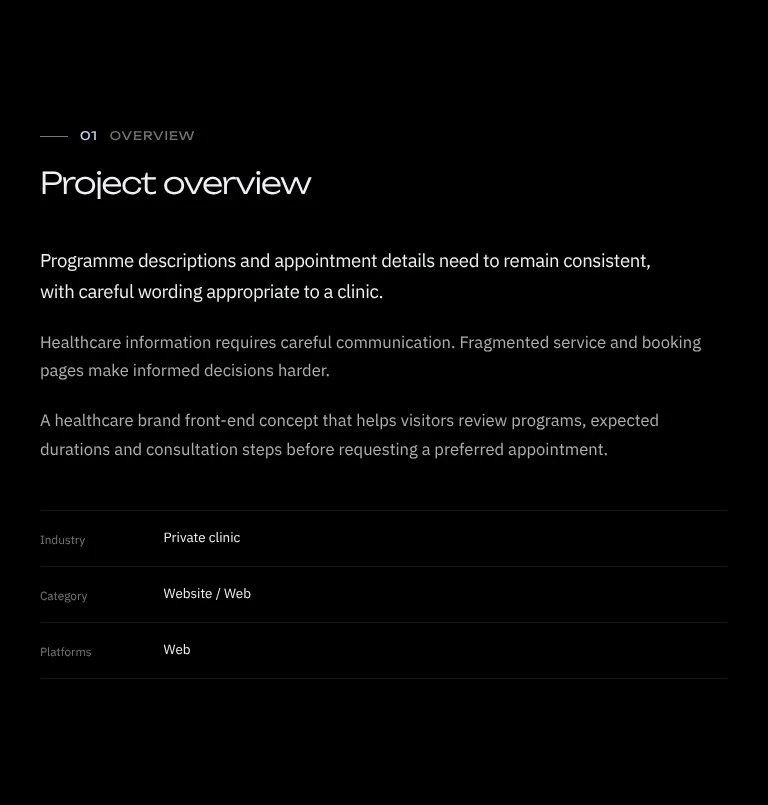 01 OVERVIEW
Project overview
Programme descriptions and appointment details need to remain consistent,
with careful wording appropriate to a clinic.
Healthcare information requires careful communication. Fragmented service and booking
pages make informed decisions harder.
A healthcare brand front-end concept that helps visitors review programs, expected
durations and consultation steps before requesting a preferred appointment.
Industry Private clinic
Category Website / Web
Platforms Web